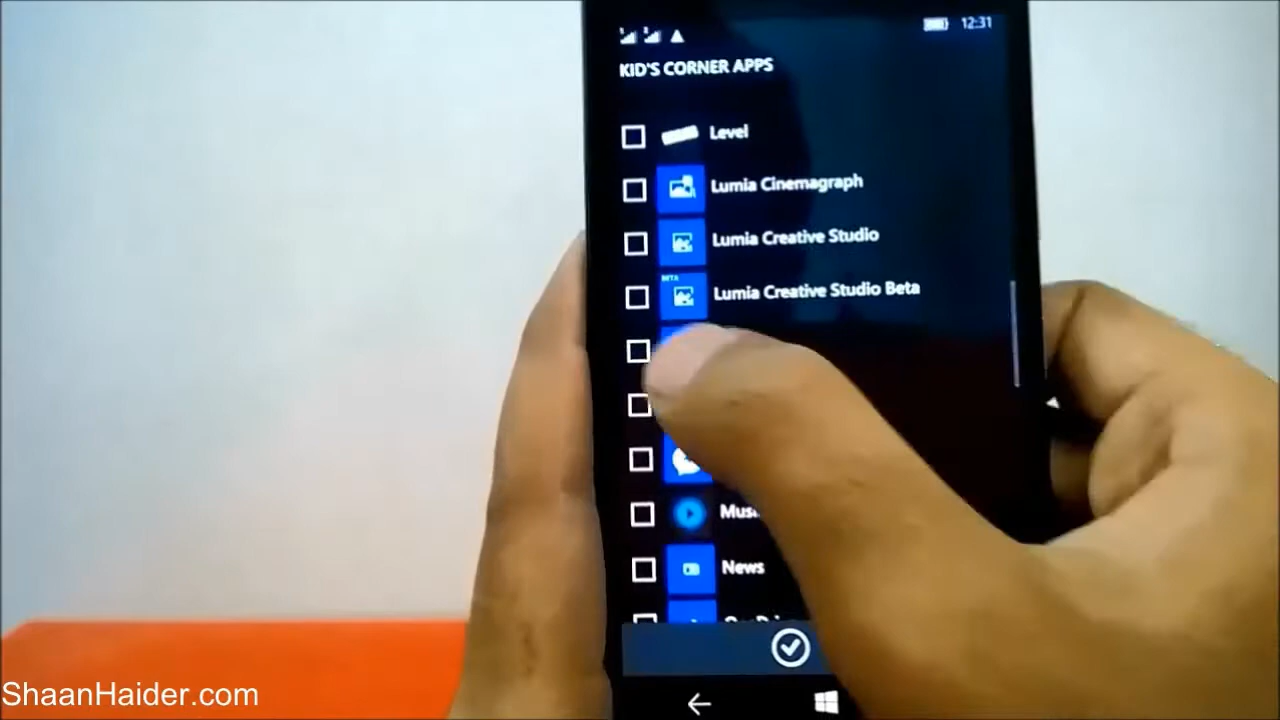 12:31
KID'S CORNER APPS
Level
Lumia Cinemagraph
Lumia Creative Studio
BETA
Lumia Creative Studio Beta
News
ShaanHaider.com